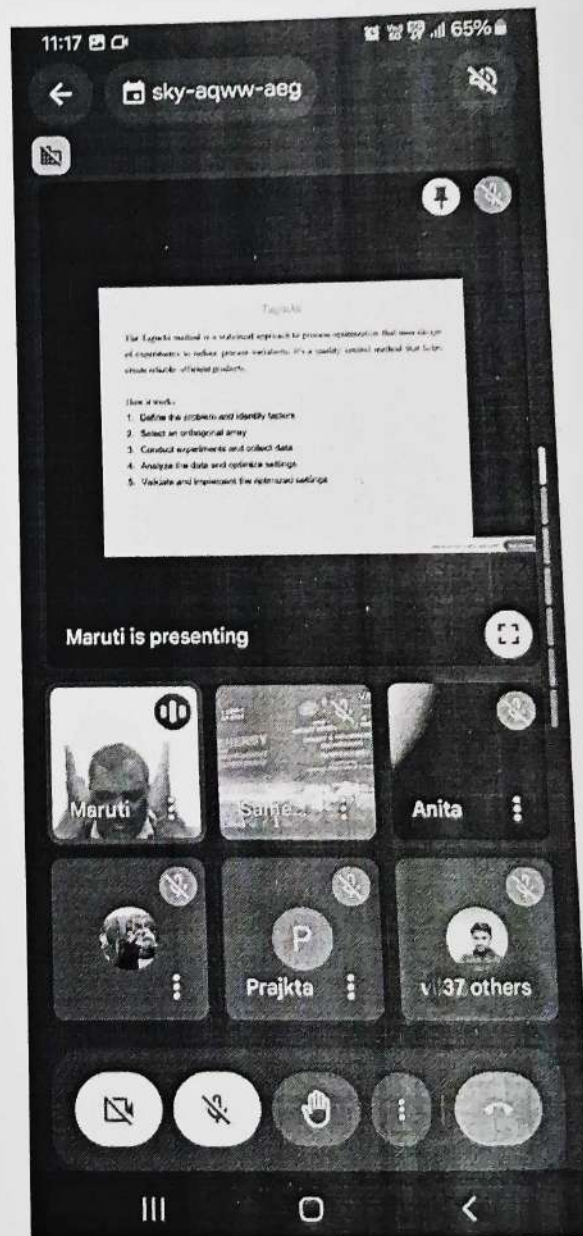 11:17
65%
sky-aqww-aeg
Taguchi
The Taguchi method is a statistical approach to process optimization that uses design
of experiments to reduce process variations. It's a quality control method that helps
create reliable, efficient products.
How it works
1. Define the problem and identify factors
2. Select an orthogonal array
3. Conduct experiments and collect data
4. Analyze the data and optimize settings
5. Validate and implement the optimized settings
Maruti is presenting
Maruti
Same...
Anita
P
Prajkta
37 others